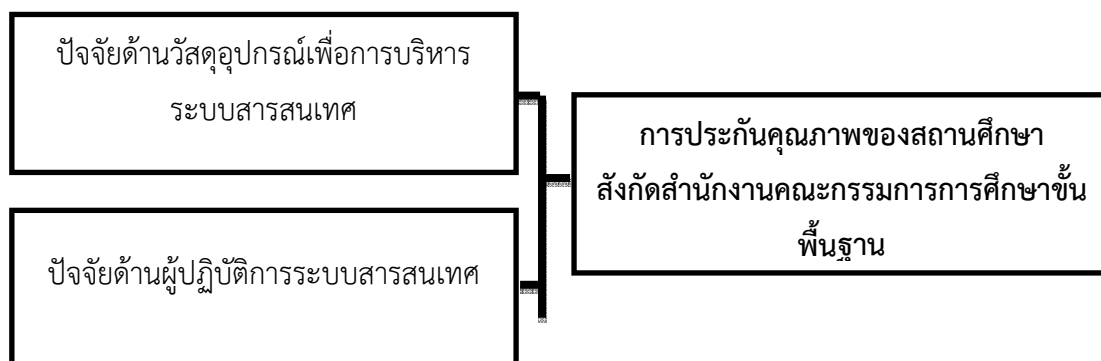 ปัจจัยด้านวัสดุอุปกรณ์เพื่อการบริหาร
ระบบสารสนเทศ
การประกันคุณภาพของสถานศึกษา
สังกัดสำนักงานคณะกรรมการการศึกษาขั้น
พื้นฐาน
ปัจจัยด้านผู้ปฏิบัติการระบบสารสนเทศ